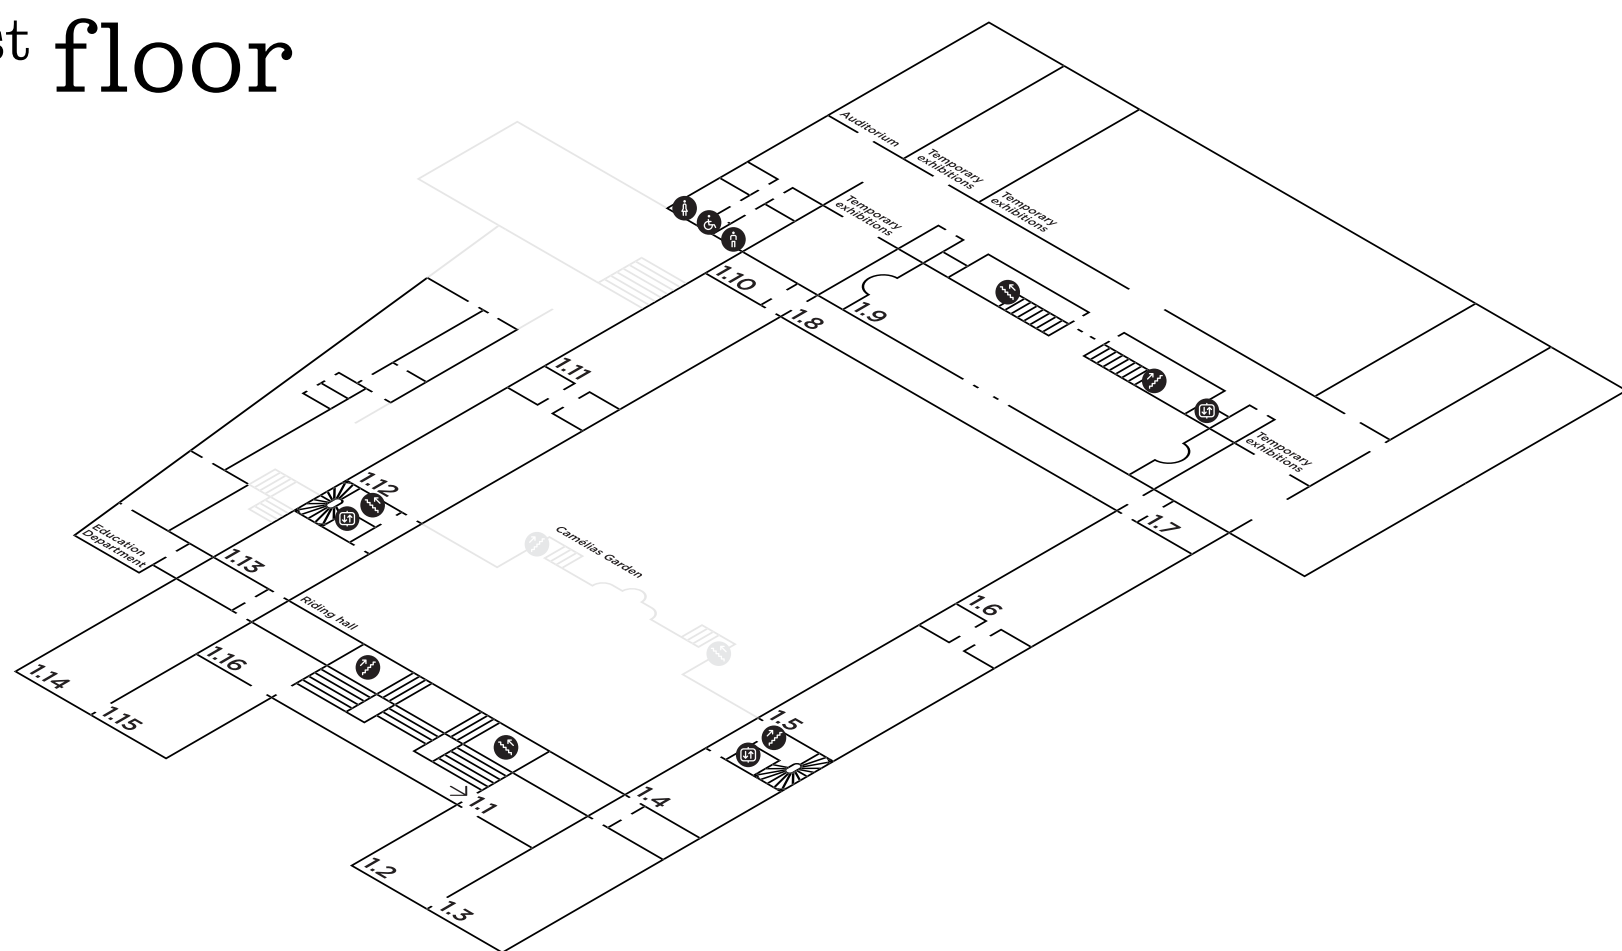 st floor
Auditorium
Temporary
exhibitions
Temporary
exhibitions
Temporary
exhibitions
1.10
1.8
1.9
1.11
Temporary
exhibitions
1.12
1.7
Education
Department
1.13
Camélias Garden
1.6
Riding hall
1.14
1.16
1.15
1.5
1.4
1.1
1.2
1.3